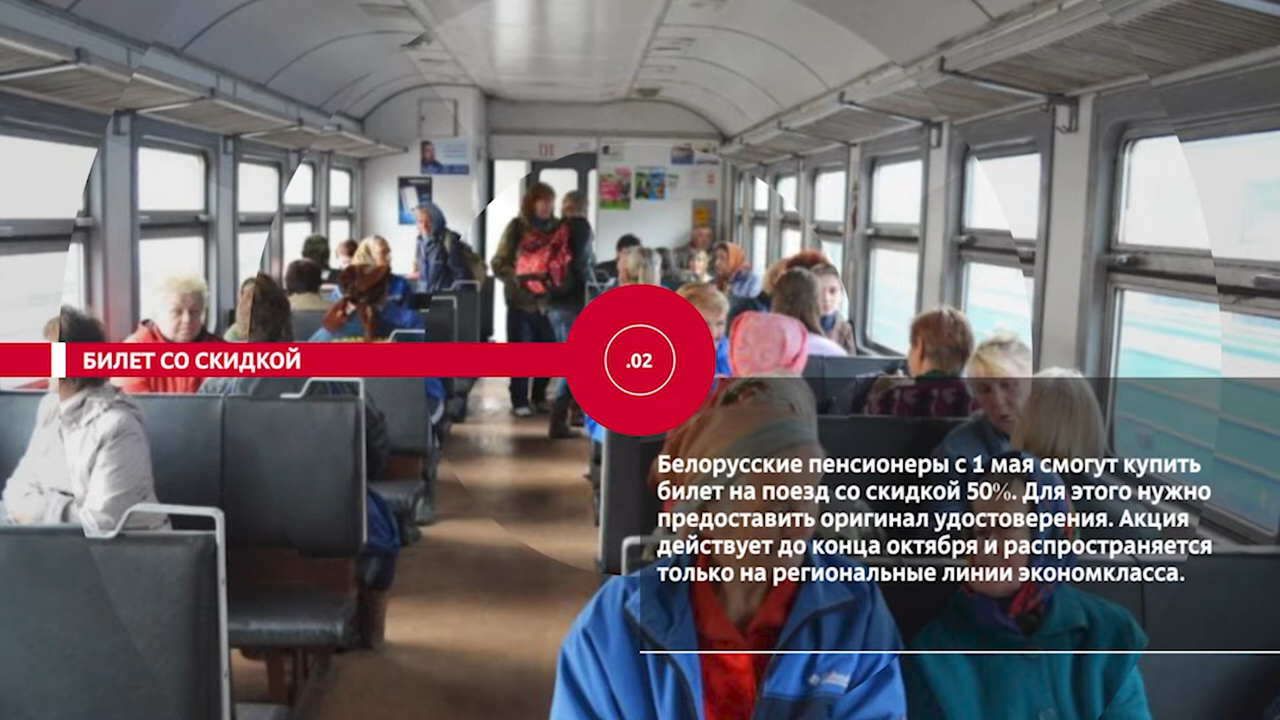 БИЛЕТ СО СКИДКОЙ
.02
Белорусские пенсионеры с 1 мая смогут купить
билет на поезд со скидкой 50%. Для этого нужно
предоставить оригинал удостоверения. Акция
действует до конца октября и распространяется
только на региональные линии экономкласса.